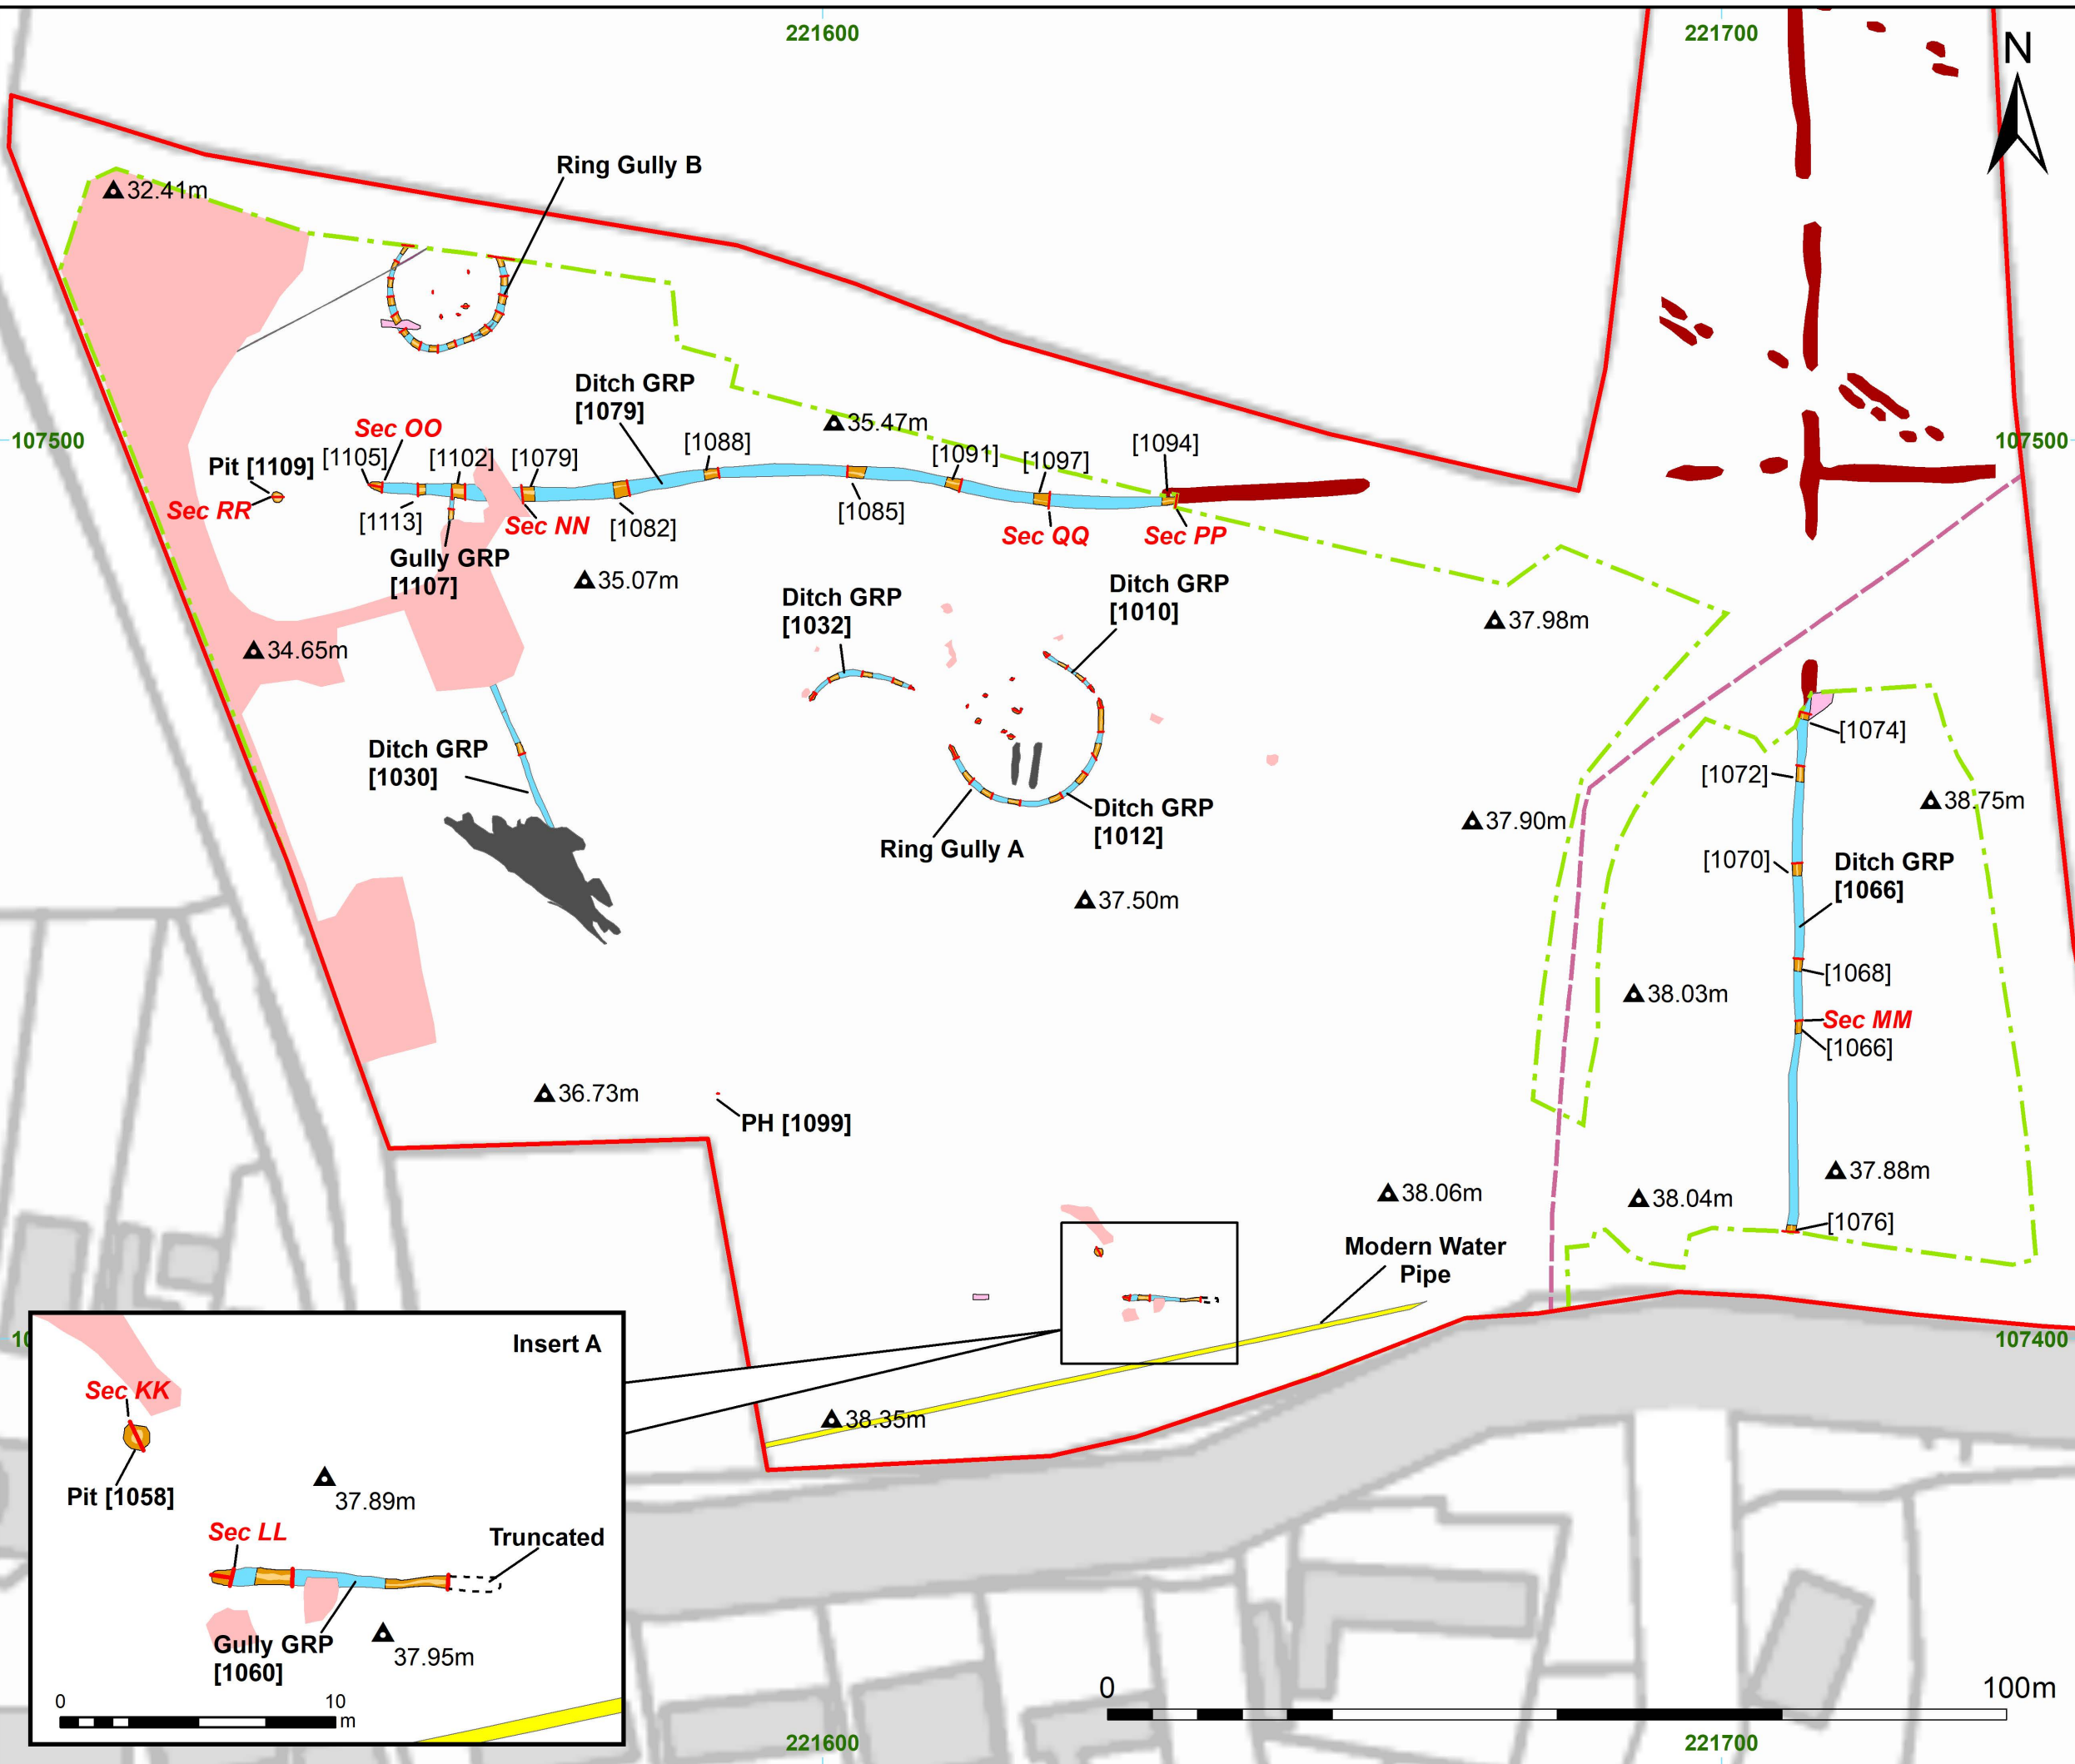 221600
221700
N
Ring Gully B
32.41m
Ditch GRP
[1079]
35.47m
Sec OO
107500
107500
[1105]
[1102]
[1079]
[1088]
[1091]
[1097]
[1094]
Pit [1109]
Sec RR
[1113]
Sec NN
[1082]
[1085]
Sec QQ
Sec PP
Gully GRP
[1107]
35.07m
Ditch GRP
[1032]
Ditch GRP
[1010]
37.98m
34.65m
Ditch GRP
[1030]
[1074]
[1072]
38.75m
Ditch GRP
[1012]
Ring Gully A
37.90m
[1070]
Ditch GRP
[1066]
37.50m
[1068]
38.03m
Sec MM
[1066]
36.73m
PH [1099]
38.06m
38.04m
37.88m
[1076]
Modern Water
Pipe
10
107400
38.35m
Insert A
Sec KK
Pit [1058]
37.89m
Sec LL
Truncated
Gully GRP
[1060]
37.95m
0
10
m
0
100m
221600
221700